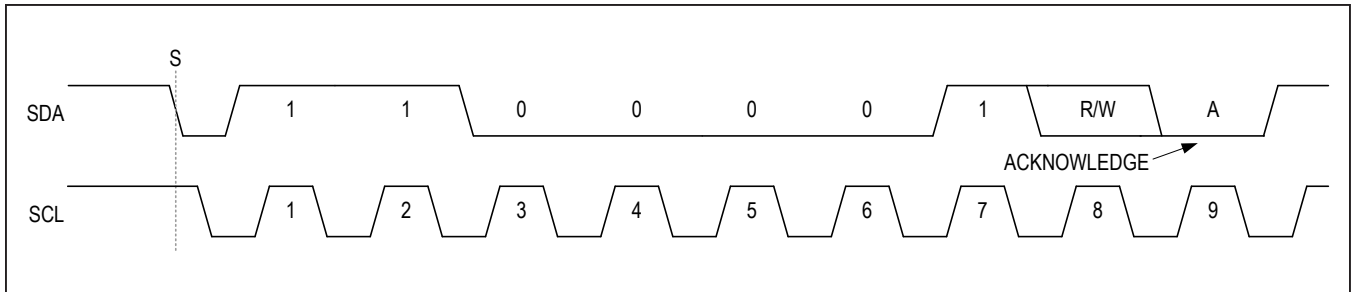 S
SDA 1 1 0 0 0 0 1 R/W A
ACKNOWLEDGE
SCL 1 2 3 4 5 6 7 8 9